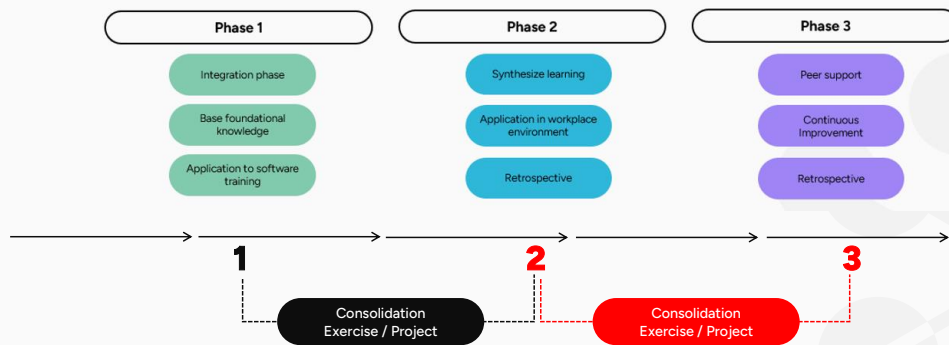 Phase 1
Phase 2
Phase 3
Integration phase
Synthesize learning
Peer support
Base foundational
knowledge
Application in workplace
environment
Continuous
Improvement
Application to software
training
Retrospective
Retrospective
1
2
3
Consolidation
Exercise / Project
Consolidation
Exercise / Project